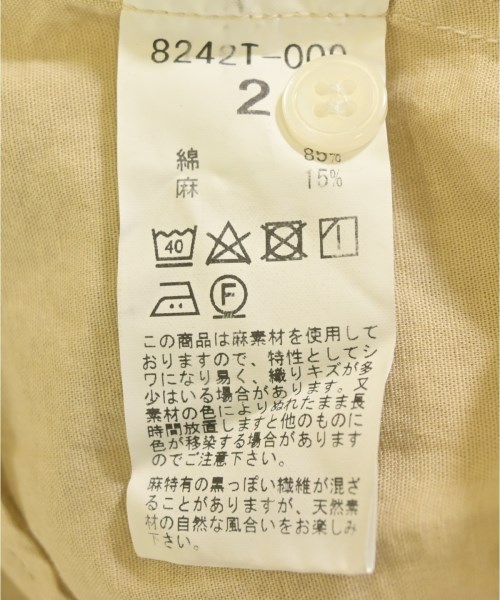 8242T-009
2
綿 85%
麻 15%
40
F
この商品は麻素材を使用して
おりますので、特性としてシ
ワになり易く、織りキズが多
少はいる場合があります。又
素材の色によりぬれたまま長
時間放置しますと他のものに
色が移染する場合があります
のでご注意下さい。
麻特有の黒っぽい繊維が混ざ
ることがありますが、天然素
材の自然な風合いをお楽しみ
下さい。